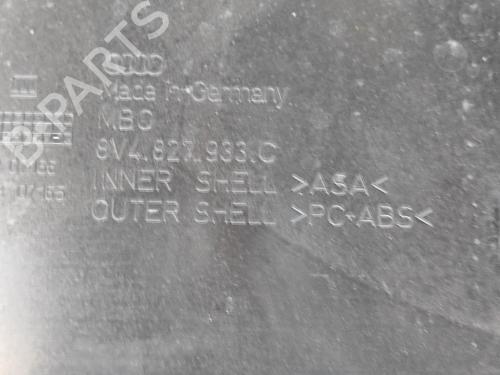 B-PARTS
Made in Germany
MBO
8V4.827.933.C
INNER SHELL >ASA<
OUTER SHELL >PC+ABS<